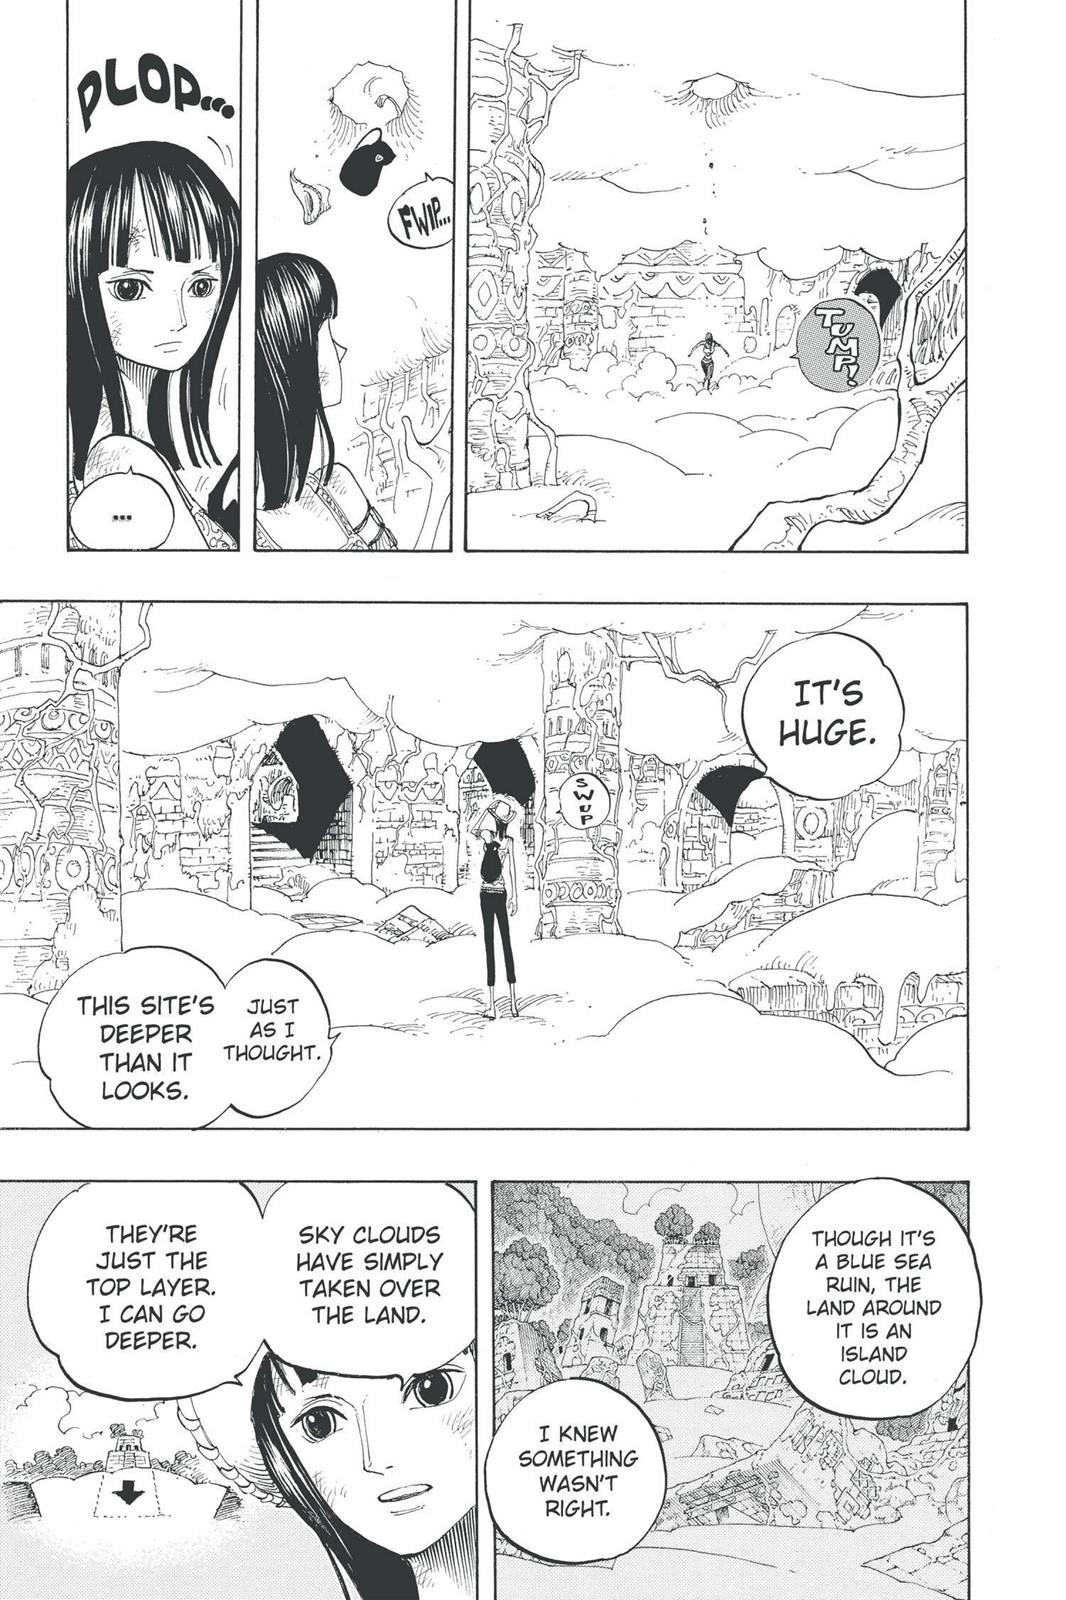 TUMP!
FWIP...
PLOP...
...
IT'S
HUGE.
SWUP
JUST
AS I
THOUGHT.
THIS SITE'S
DEEPER
THAN IT
LOOKS.
THOUGH IT'S
A BLUE SEA
RUIN, THE
LAND AROUND
IT IS AN
ISLAND
CLOUD.
I KNEW
SOMETHING
WASN'T
RIGHT.
SKY CLOUDS
HAVE SIMPLY
TAKEN OVER
THE LAND.
THEY'RE
JUST THE
TOP LAYER.
I CAN GO
DEEPER.